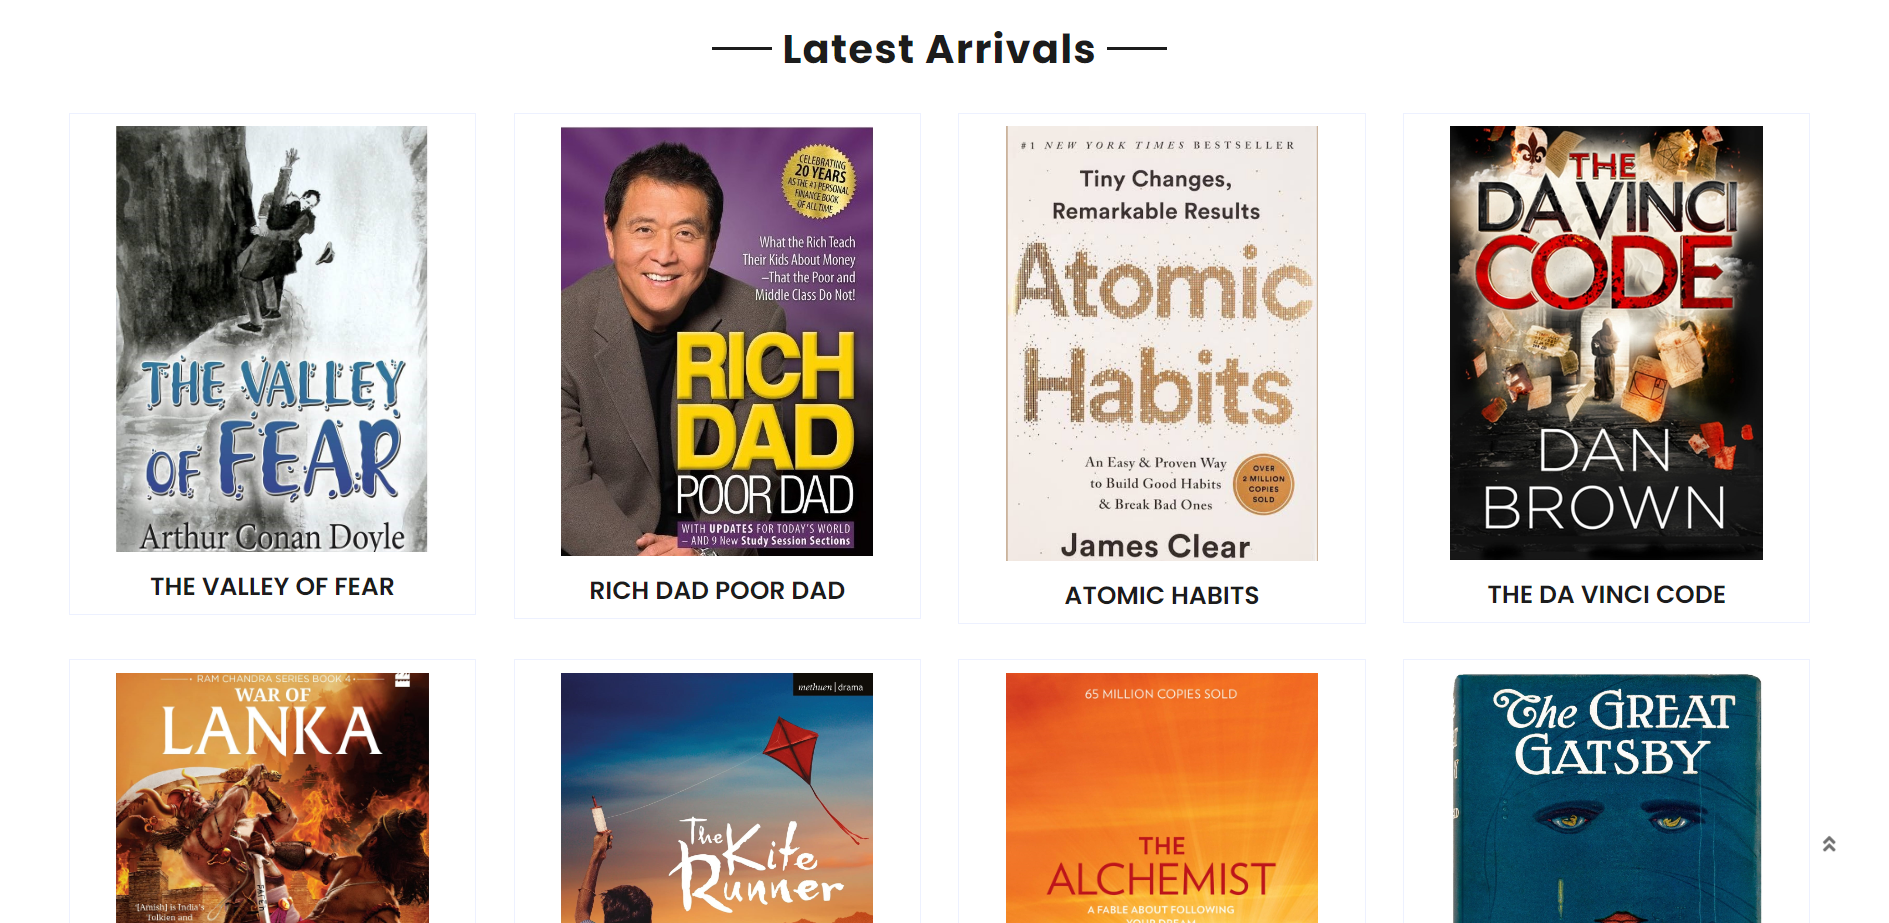 Latest Arrivals
THE VALLEY
OF FEAR
Arthur Conan Doyle
THE VALLEY OF FEAR
CELEBRATING
20 YEARS
AS THE #1 PERSONAL
FINANCE BOOK
OF ALL TIME
What the Rich Teach
Their Kids About Money
–That the Poor and
Middle Class Do Not!
RICH
DAD
POOR DAD
WITH UPDATES FOR TODAY'S WORLD
– AND 9 New Study Session Sections
RICH DAD POOR DAD
#1 NEW YORK TIMES BESTSELLER
Tiny Changes,
Remarkable Results
Atomic
Habits
An Easy & Proven Way
to Build Good Habits
& Break Bad Ones
OVER
2 MILLION
COPIES
SOLD
James Clear
ATOMIC HABITS
THE
DA VINCI
CODE
DAN
BROWN
THE DA VINCI CODE
RAM CHANDRA SERIES BOOK 4
WAR OF
LANKA
[Amish] is India's
Tolkien and
methuen | drama
The Kite
Runner
65 MILLION COPIES SOLD
THE
ALCHEMIST
A FABLE ABOUT FOLLOWING
YOUR DREAM
The GREAT
GATSBY